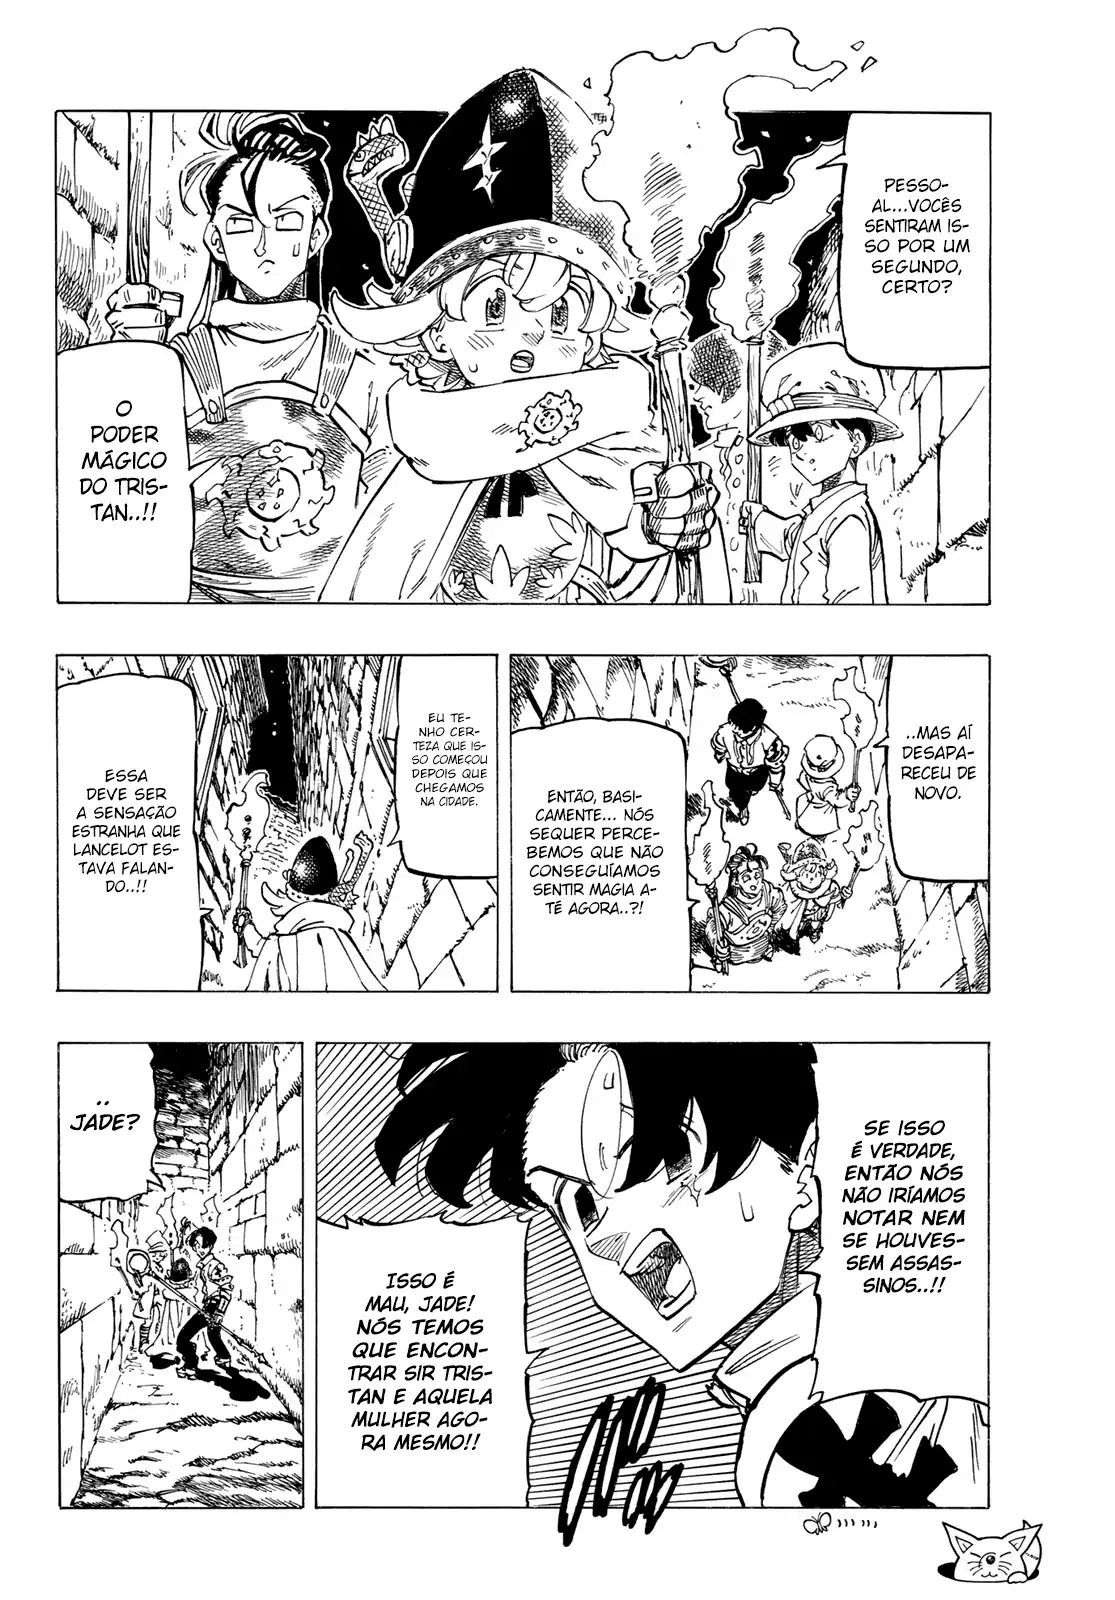 PESSO-
AL...VOCÊS
SENTIRAM IS-
SO POR UM
SEGUNDO,
CERTO?
O
PODER
MÁGICO
DO TRIS-
TAN..!!
..MAS AÍ
DESAPA-
RECEU DE
NOVO.
ENTÃO, BASI-
CAMENTE... NÓS
SEQUER PERCE-
BEMOS QUE NÃO
CONSEGUÍAMOS
SENTIR MAGIA A-
TÉ AGORA..?!
EU TE-
NHO CER-
TEZA QUE IS-
SO COMEÇOU
DEPOIS QUE
CHEGAMOS
NA CIDADE.
ESSA
DEVE SER
A SENSAÇÃO
ESTRANHA QUE
LANCELOT ES-
TAVA FALAN-
DO..!!
SE ISSO
É VERDADE,
ENTÃO NÓS
NÃO IRÍAMOS
NOTAR NEM
SE HOUVES-
SEM ASSAS-
SINOS..!!
ISSO É
MAU, JADE!
NÓS TEMOS
QUE ENCON-
TRAR SIR TRIS-
TAN E AQUELA
MULHER AGO-
RA MESMO!!
..
JADE?